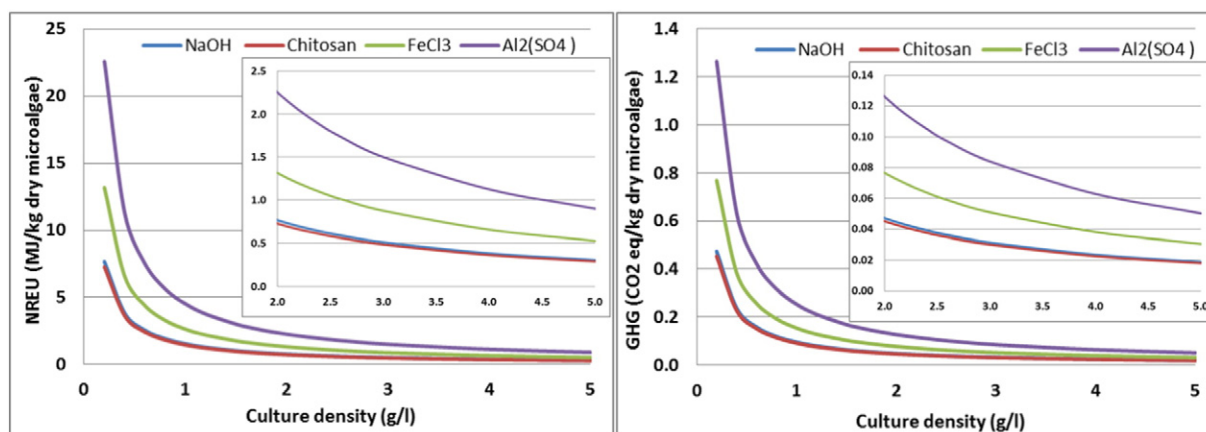 25
20
15
10
5
0
NREU (MJ/kg dry microalgae)
NaOH Chitosan FeCl3 Al2(SO4 )
2.5
2.0
1.5
1.0
0.5
0.0
2.0 2.5 3.0 3.5 4.0 4.5 5.0
0 1 2 3 4 5
Culture density (g/l)
1.4
1.2
1.0
0.8
0.6
0.4
0.2
0.0
GHG (CO2 eq/kg dry microalgae)
NaOH Chitosan FeCl3 Al2(SO4 )
0.14
0.12
0.10
0.08
0.06
0.04
0.02
0.00
2.0 2.5 3.0 3.5 4.0 4.5 5.0
0 1 2 3 4 5
Culture density (g/l)